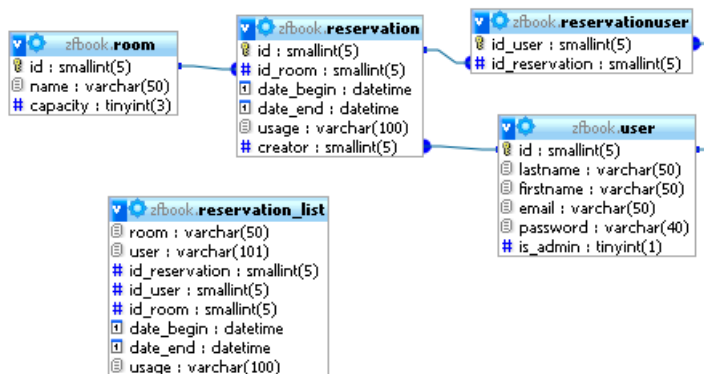 zfbook.room
id : smallint(5)
name : varchar(50)
capacity : tinyint(3)
zfbook.reservation
id : smallint(5)
id_room : smallint(5)
date_begin : datetime
date_end : datetime
usage : varchar(100)
creator : smallint(5)
zfbook.reservationuser
id_user : smallint(5)
id_reservation : smallint(5)
zfbook.user
id : smallint(5)
lastname : varchar(50)
firstname : varchar(50)
email : varchar(50)
password : varchar(40)
is_admin : tinyint(1)
zfbook.reservation_list
room : varchar(50)
user : varchar(101)
id_reservation : smallint(5)
id_user : smallint(5)
id_room : smallint(5)
date_begin : datetime
date_end : datetime
usage : varchar(100)